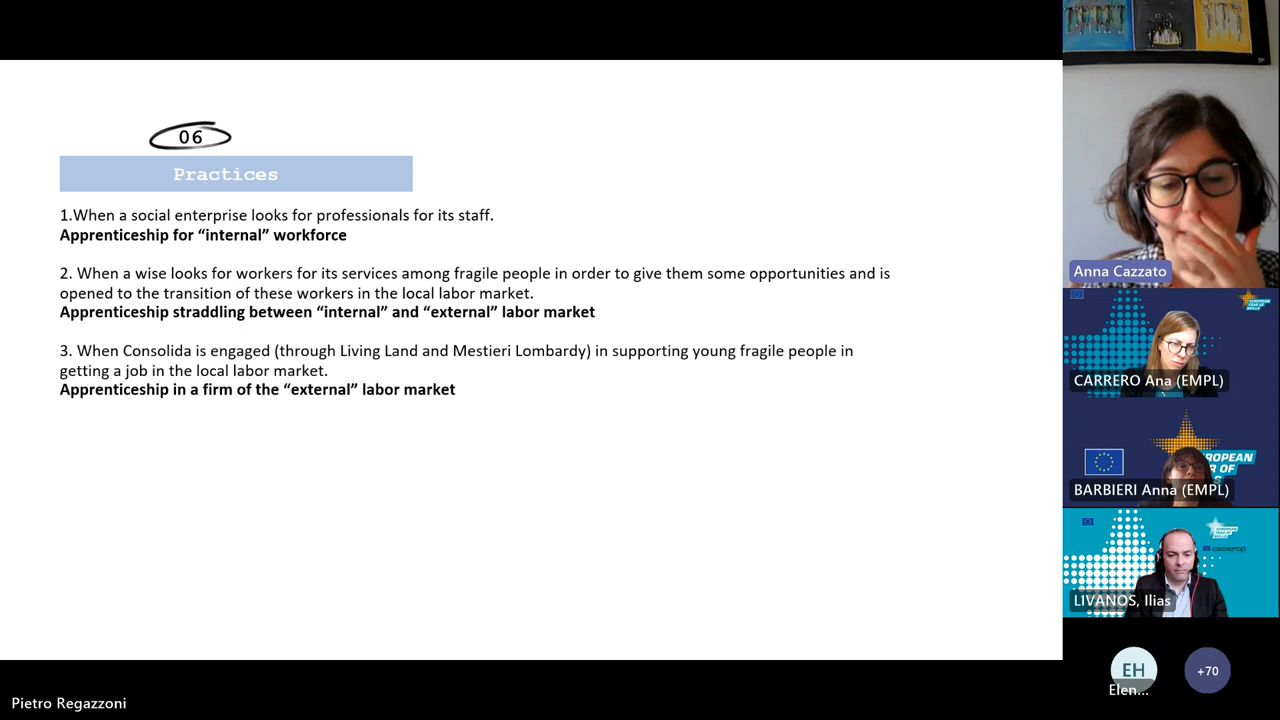 06
Practices
1.When a social enterprise looks for professionals for its staff.
Apprenticeship for “internal” workforce
2. When a wise looks for workers for its services among fragile people in order to give them some opportunities and is
opened to the transition of these workers in the local labor market.
Apprenticeship straddling between “internal” and “external” labor market
3. When Consolida is engaged (through Living Land and Mestieri Lombardy) in supporting young fragile people in
getting a job in the local labor market.
Apprenticeship in a firm of the “external” labor market
Anna Cazzato
CARRERO Ana (EMPL)
BARBIERI Anna (EMPL)
LIVANOS, Ilias
EH
Elen...
+70
Pietro Regazzoni